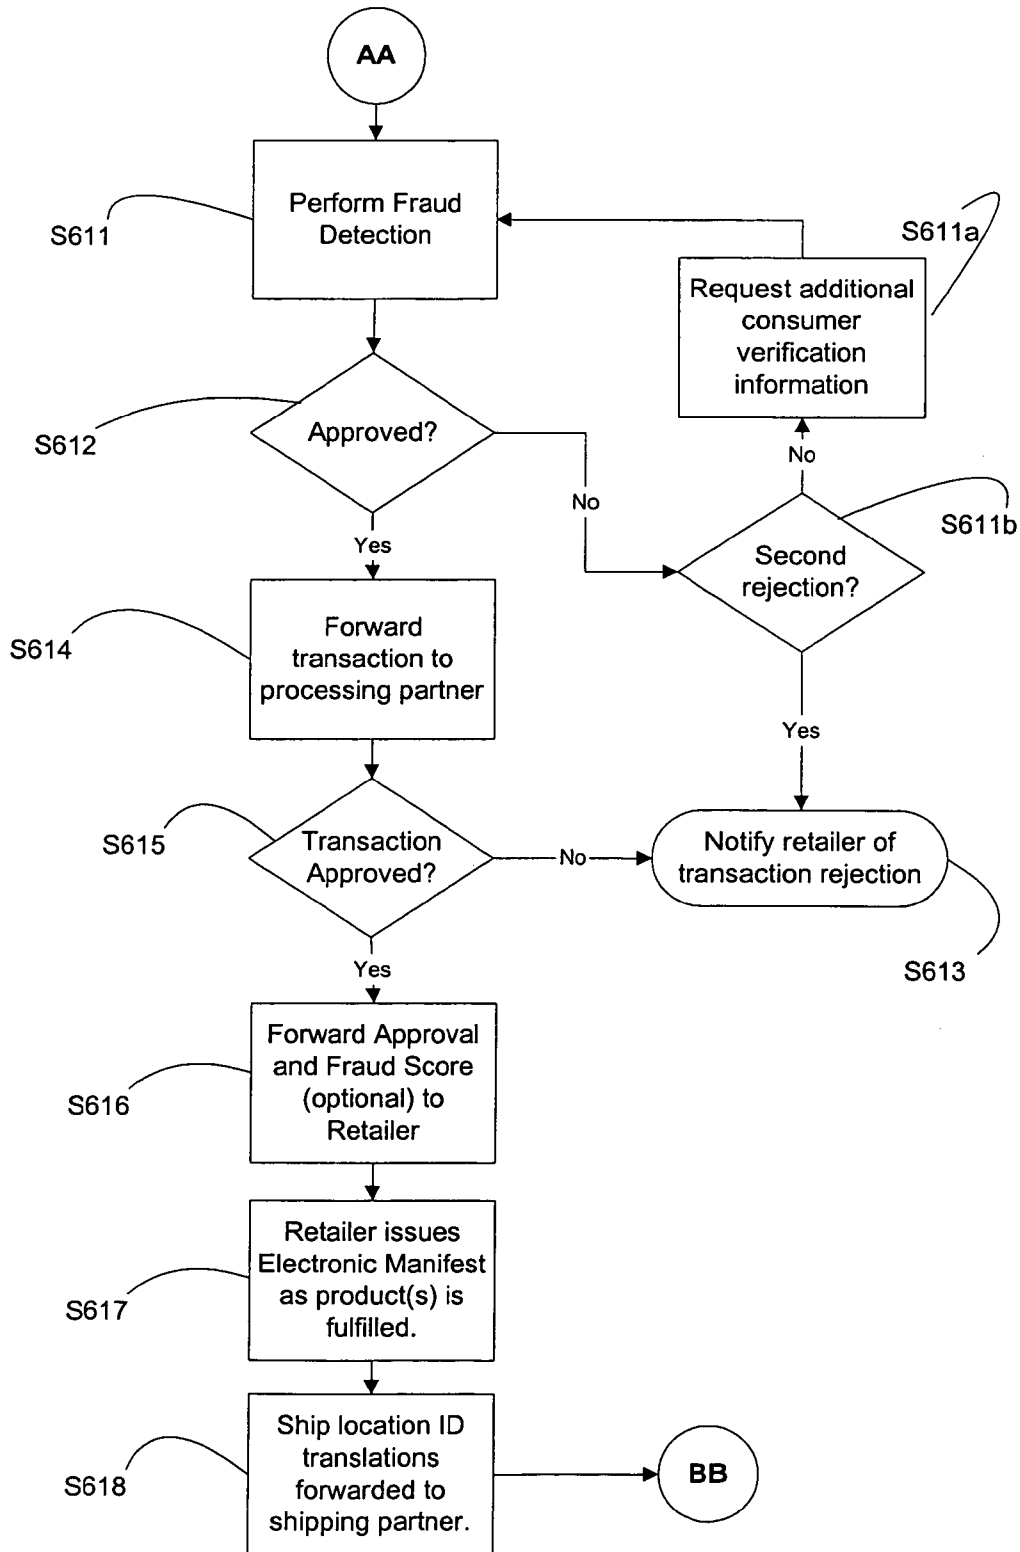 AA
Perform Fraud
Detection
S611
S611a
Request additional
consumer
verification
information
Approved?
S612
No
No
S611b
Second
rejection?
Yes
Forward
transaction to
processing partner
S614
Yes
Transaction
Approved?
S615
No
Notify retailer of
transaction rejection
S613
Yes
Forward Approval
and Fraud Score
(optional) to
Retailer
S616
Retailer issues
Electronic Manifest
as product(s) is
fulfilled.
S617
Ship location ID
translations
forwarded to
shipping partner.
S618
BB